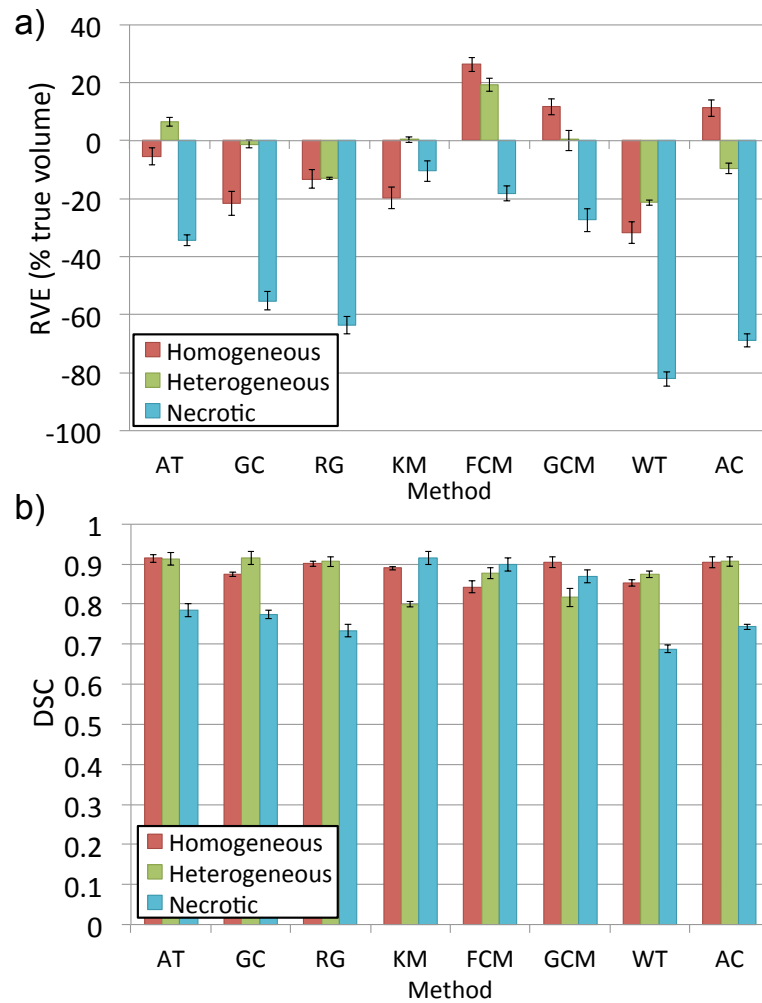 a)
40
20
0
-20
-40
-60
-80
-100
RVE (% true volume)
Homogeneous
Heterogeneous
Necrotic
AT GC RG KM FCM GCM WT AC
Method
b)
1
0.9
0.8
0.7
0.6
0.5
0.4
0.3
0.2
0.1
0
DSC
Homogeneous
Heterogeneous
Necrotic
AT GC RG KM FCM GCM WT AC
Method